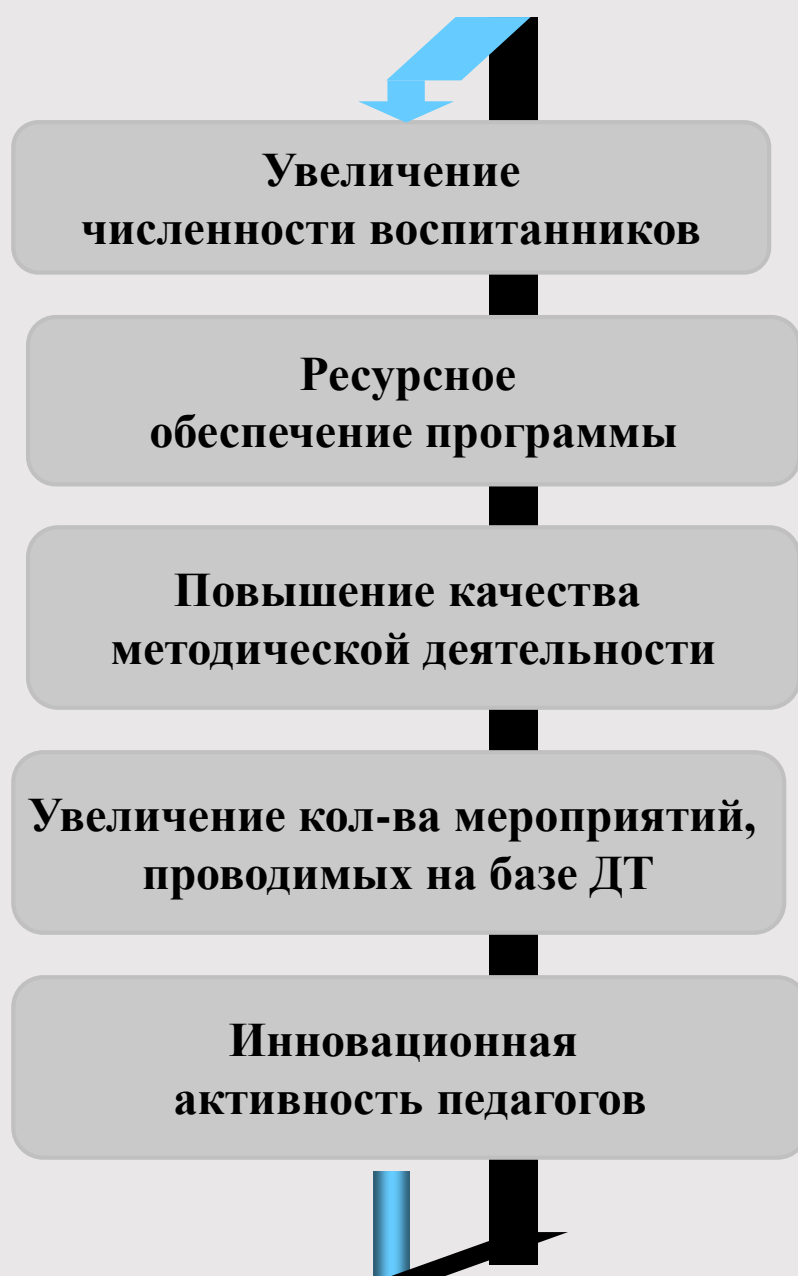 Увеличение
численности воспитанников
Ресурсное
обеспечение программы
Повышение качества
методической деятельности
Увеличение кол-ва мероприятий,
проводимых на базе ДТ
Инновационная
активность педагогов